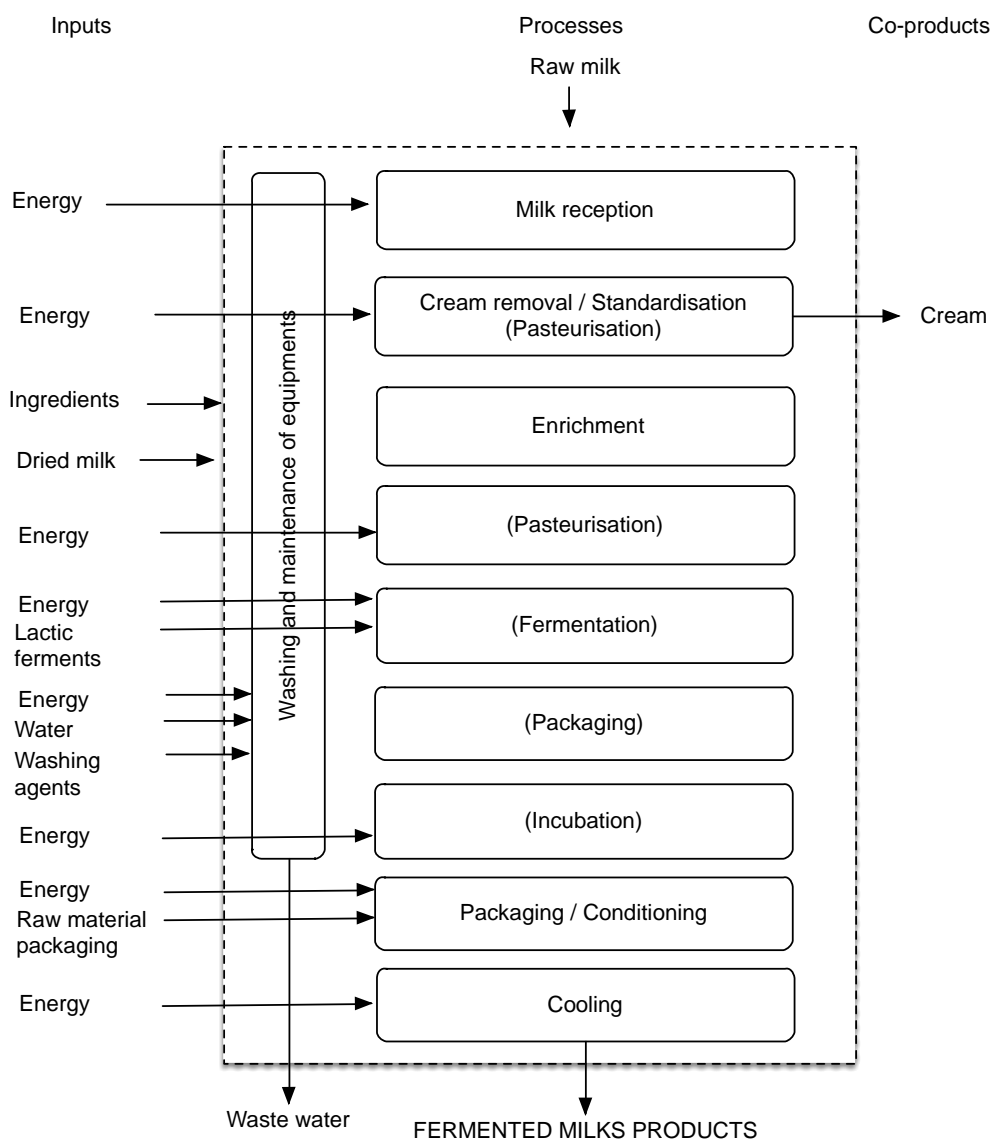 Inputs
Processes
Co-products
Raw milk
Energy
Milk reception
Energy
Cream removal / Standardisation
(Pasteurisation)
Cream
Washing and maintenance of equipments
Ingredients
Enrichment
Dried milk
Energy
(Pasteurisation)
Energy
Lactic
ferments
(Fermentation)
Energy
Water
Washing
agents
(Packaging)
Energy
(Incubation)
Energy
Raw material
packaging
Packaging / Conditioning
Energy
Cooling
Waste water
FERMENTED MILKS PRODUCTS